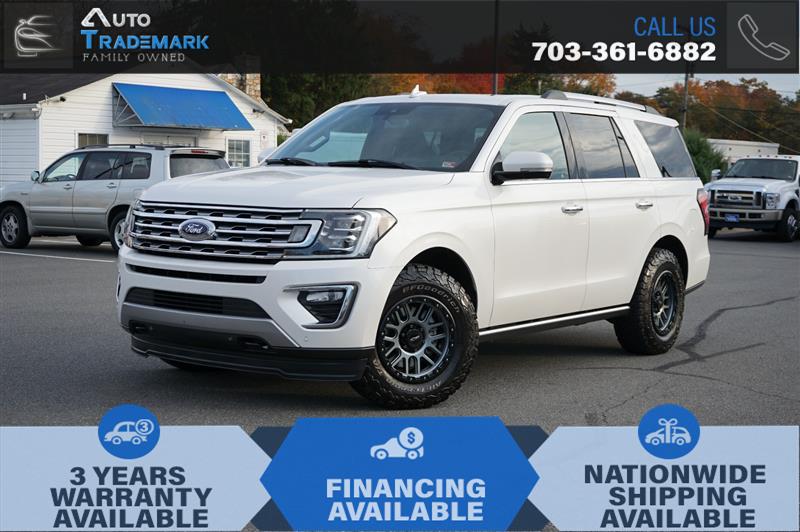 AUTO
TRADEMARK
FAMILY OWNED
CALL US
703-361-6882
Ford
BFGoodrich
3
3 YEARS
WARRANTY
AVAILABLE
$
FINANCING
AVAILABLE
NATIONWIDE
SHIPPING
AVAILABLE